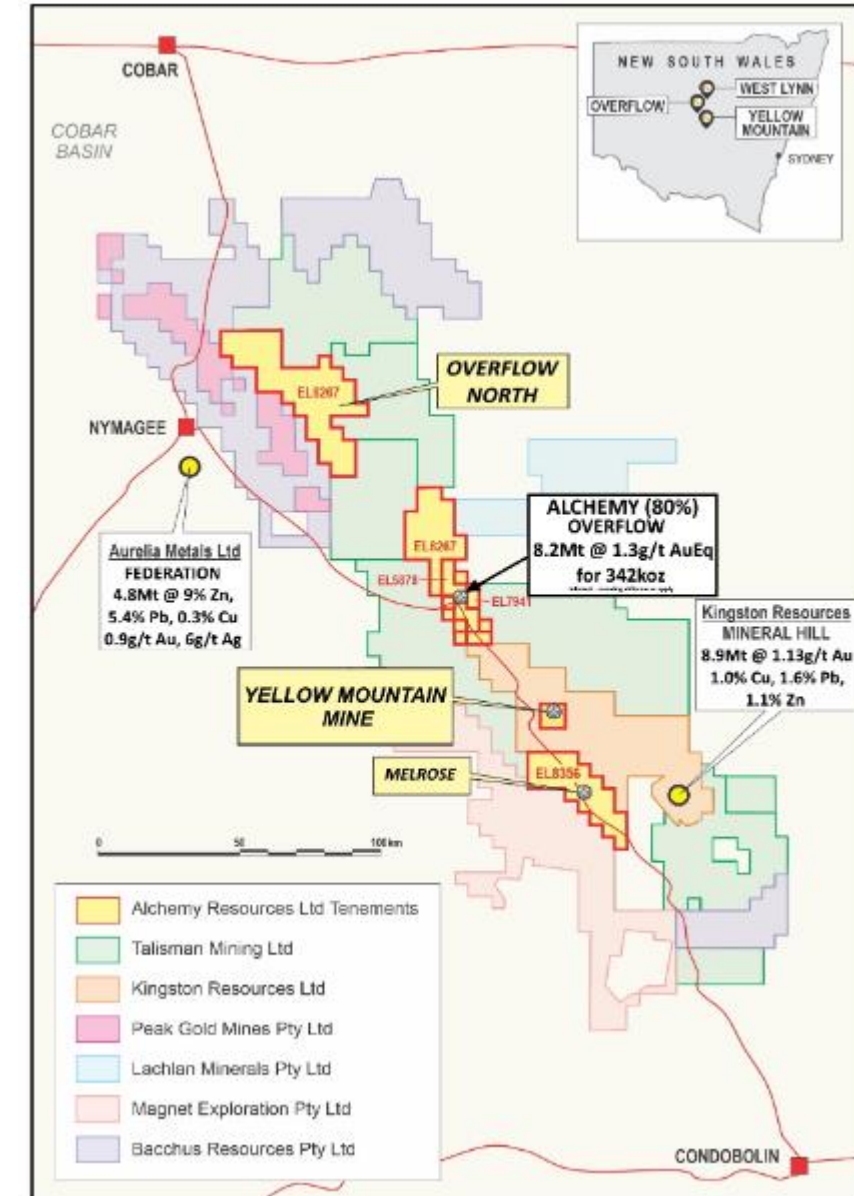 COBAR
COBAR
BASIN
NEW SOUTH WALES
WEST LYNN
OVERFLOW
YELLOW
MOUNTAIN
SYDNEY
EL8267
OVERFLOW
NORTH
NYMAGEE
Aurelia Metals Ltd
FEDERATION
4.8Mt @ 9% Zn,
5.4% Pb, 0.3% Cu
0.9g/t Au, 6g/t Ag
EL8267
EL5878
EL7941
ALCHEMY (80%)
OVERFLOW
8.2Mt @ 1.3g/t AuEq
for 342koz
Kingston Resources
MINERAL HILL
8.9Mt @ 1.13g/t Au
1.0% Cu, 1.6% Pb,
1.1% Zn
YELLOW MOUNTAIN
MINE
MELROSE
EL8356
0 50 100 km
Alchemy Resources Ltd Tenements
Talisman Mining Ltd
Kingston Resources Ltd
Peak Gold Mines Pty Ltd
Lachlan Minerals Pty Ltd
Magnet Exploration Pty Ltd
Bacchus Resources Pty Ltd
CONDOBOLIN